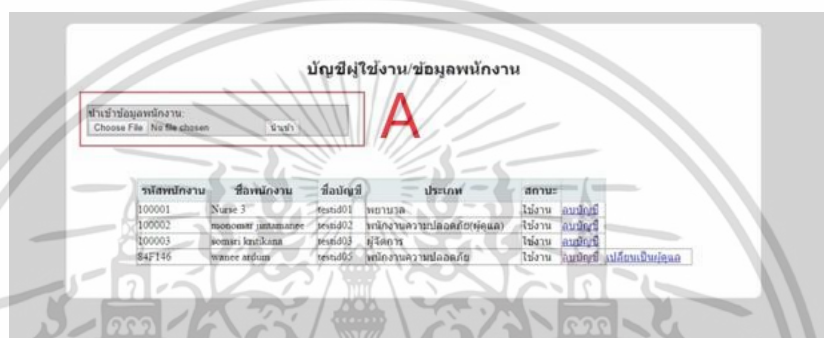 บัญชีผู้ใช้งาน/ข้อมูลพนักงาน
นำเข้าข้อมูลพนักงาน:
Choose File No file chosen นำเข้า
A
รหัสพนักงาน ชื่อพนักงาน ชื่อบัญชี ประเภท สถานะ
100001 Nurse 3 testid01 พยาบาล ใช้งาน ลบบัญชี
100002 testid02 พนักงานความปลอดภัย(ผู้ดูแล) ใช้งาน ลบบัญชี
100003 testid03 ผู้จัดการ ใช้งาน ลบบัญชี
84F146 wanee ardum testid05 พนักงานความปลอดภัย ใช้งาน ลบบัญชี เปลี่ยนเป็นผู้ดูแล